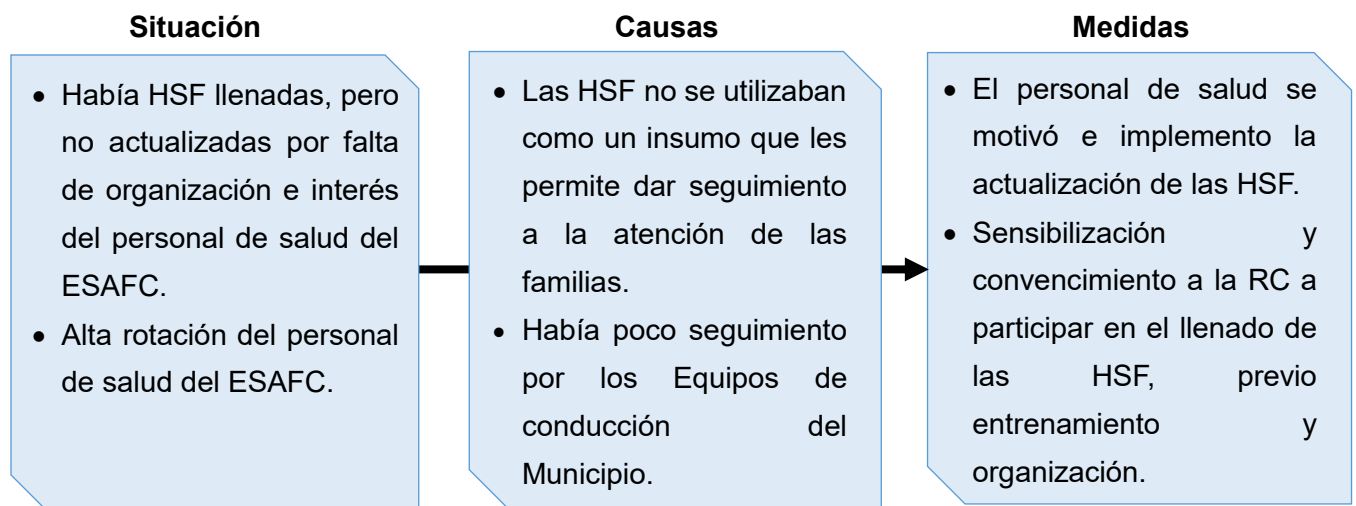 Situación
• Había HSF llenadas, pero
no actualizadas por falta
de organización e interés
del personal de salud del
ESAFC.
• Alta rotación del personal
de salud del ESAFC.
Causas
• Las HSF no se utilizaban
como un insumo que les
permite dar seguimiento
a la atención de las
familias.
• Había poco seguimiento
por los Equipos de
conducción del
Municipio.
Medidas
• El personal de salud se
motivó e implemento la
actualización de las HSF.
• Sensibilización y
convencimiento a la RC a
participar en el llenado de
las HSF, previo
entrenamiento y
organización.